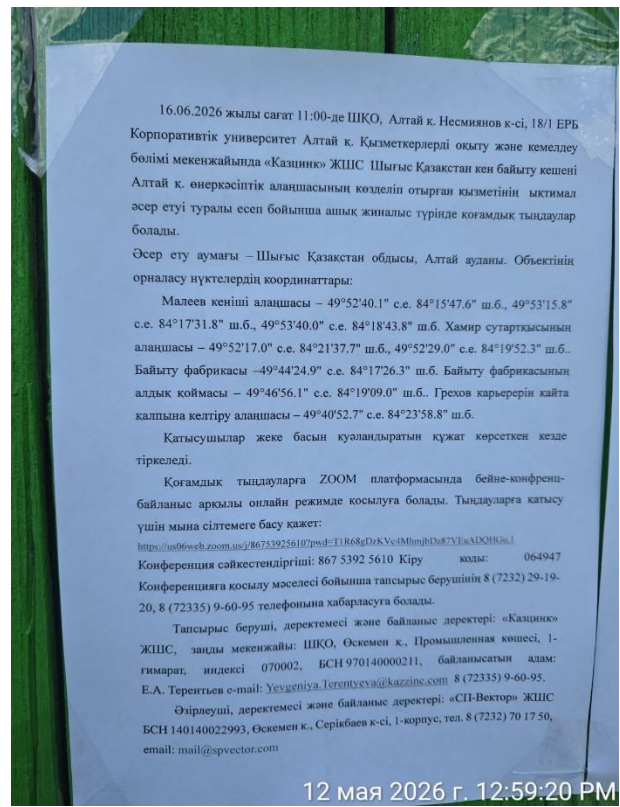 16.06.2026 жылы сағат 11:00-де ШҚО, Алтай қ. Несмиянов к-сі, 18/1 ЕРБ
Корпоративтік университет Алтай қ. Қызметкерлерді оқыту және кемелдеу
бөлімі мекенжайында «Казцинк» ЖШС Шығыс Қазақстан кен байыту кешені
Алтай қ. өнеркәсіптік алаңшасының көзделіп отырған қызметінің ықтимал
әсер етуі туралы есеп бойынша ашық жиналыс түрінде қоғамдық тыңдаулар
болады.
Әсер ету аумағы – Шығыс Қазақстан обдысы, Алтай ауданы. Объектінің
орналасу нүктелердің координаттары:
Малеев кеніші алаңшасы – 49°52'40.1" с.е. 84°15'47.6" ш.б., 49°53'15.8"
с.е. 84°17'31.8" ш.б., 49°53'40.0" с.е. 84°18'43.8" ш.б. Хамир сутартқысының
алаңшасы – 49°52'17.0" с.е. 84°21'37.7" ш.б., 49°52'29.0" с.е. 84°19'52.3" ш.б..
Байыту фабрикасы –49°44'24.9" с.е. 84°17'26.3" ш.б. Байыту фабрикасының
алдық қоймасы – 49°46'56.1" с.е. 84°19'09.0" ш.б.. Грехов карьерерін қайта
қалпына келтіру алаңшасы – 49°40'52.7" с.е. 84°23'58.8" ш.б.
Қатысушылар жеке басын куәландыратын құжат көрсеткен кезде
тіркеледі.
Қоғамдық тыңдауларға ZOOM платформасында бейне-конференц-
байланыс арқылы онлайн режимде қосылуға болады. Тыңдауларға қатысу
үшін мына сілтемеге басу қажет:
https://us06web.zoom.us/j/86753925610?pwd=T1R68gDzKVc4MhmjbDz87VEaADQHGu.1
Конференция сәйкестендіргіші: 867 5392 5610 Кіру коды: 064947
Конференцияға қосылу мәселесі бойынша тапсырыс берушінің 8 (7232) 29-19-
20, 8 (72335) 9-60-95 телефонына хабарласуға болады.
Тапсырыс беруші, деректемесі және байланыс деректері: «Казцинк»
ЖШС, заңды мекенжайы: ШҚО, Өскемен қ., Промышленная көшесі, 1-
ғимарат, индексі 070002, БСН 970140000211, байланысатын адам:
Е.А. Терентьев e-mail: Yevgeniya.Terentyeva@kazzinc.com 8 (72335) 9-60-95.
Әзірлеуші, деректемесі және байланыс деректері: «СП-Вектор» ЖШС
БСН 140140022993, Өскемен қ., Серікбаев к-сі, 1-корпус, тел. 8 (7232) 70 17 50,
email: mail@spvector.com
12 мая 2026 г. 12:59:20 PM